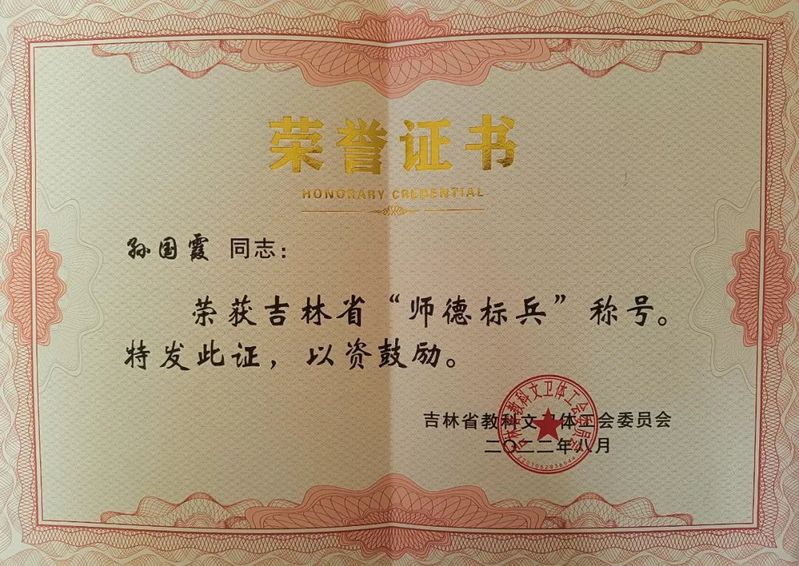 荣誉证书
HONORARY CREDENTIAL
孙国霞 同志：
荣获吉林省“师德标兵”称号。
特发此证，以资鼓励。
吉林省教科文卫体工会委员会
二〇二二年八月